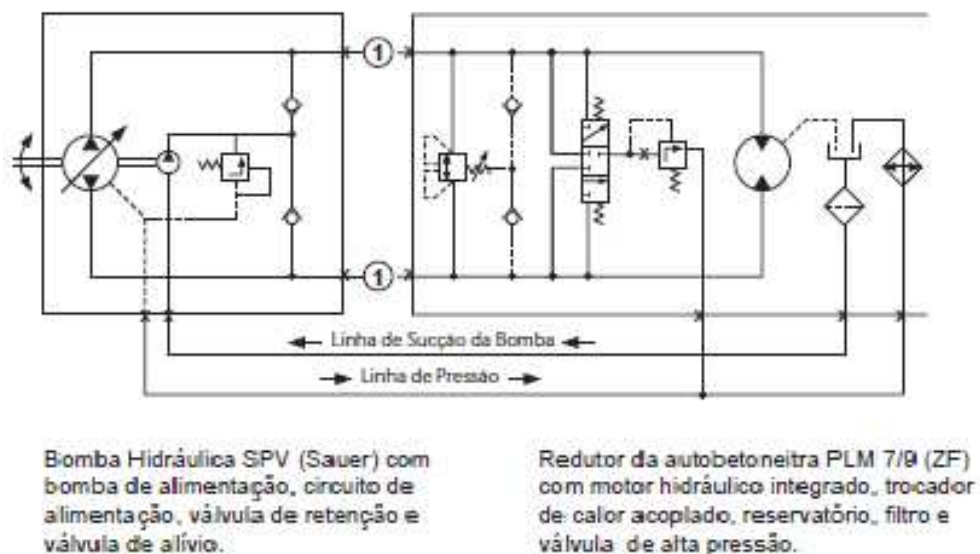 1
1
Linha de Sucção da Bomba
Linha de Pressão
Bomba Hidráulica SPV (Sauer) com
bomba de alimentação, circuito de
alimentação, válvula de retenção e
válvula de alívio.
Redutor da autobetoneitra PLM 7/9 (ZF)
com motor hidráulico integrado, trocador
de calor acoplado, reservatório, filtro e
válvula de alta pressão.